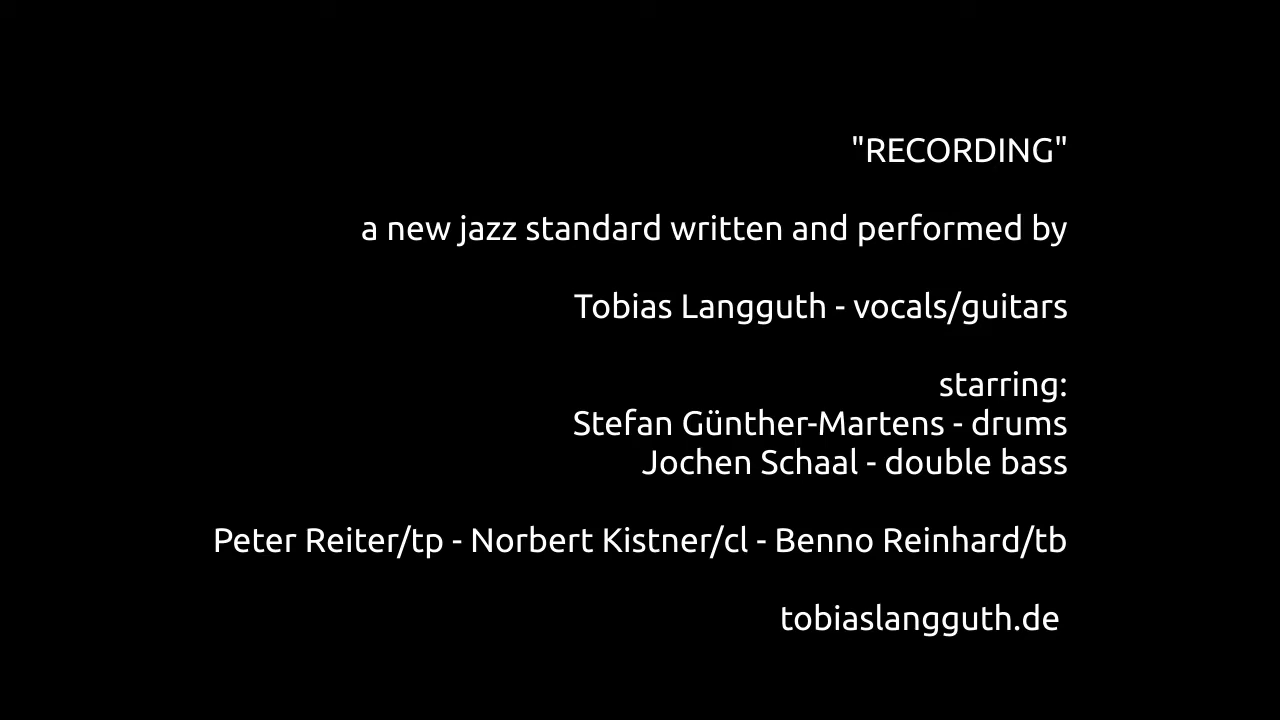 "RECORDING"
a new jazz standard written and performed by
Tobias Langguth - vocals/guitars
starring:
Stefan Günther-Martens - drums
Jochen Schaal - double bass
Peter Reiter/tp - Norbert Kistner/cl - Benno Reinhard/tb
tobiaslangguth.de